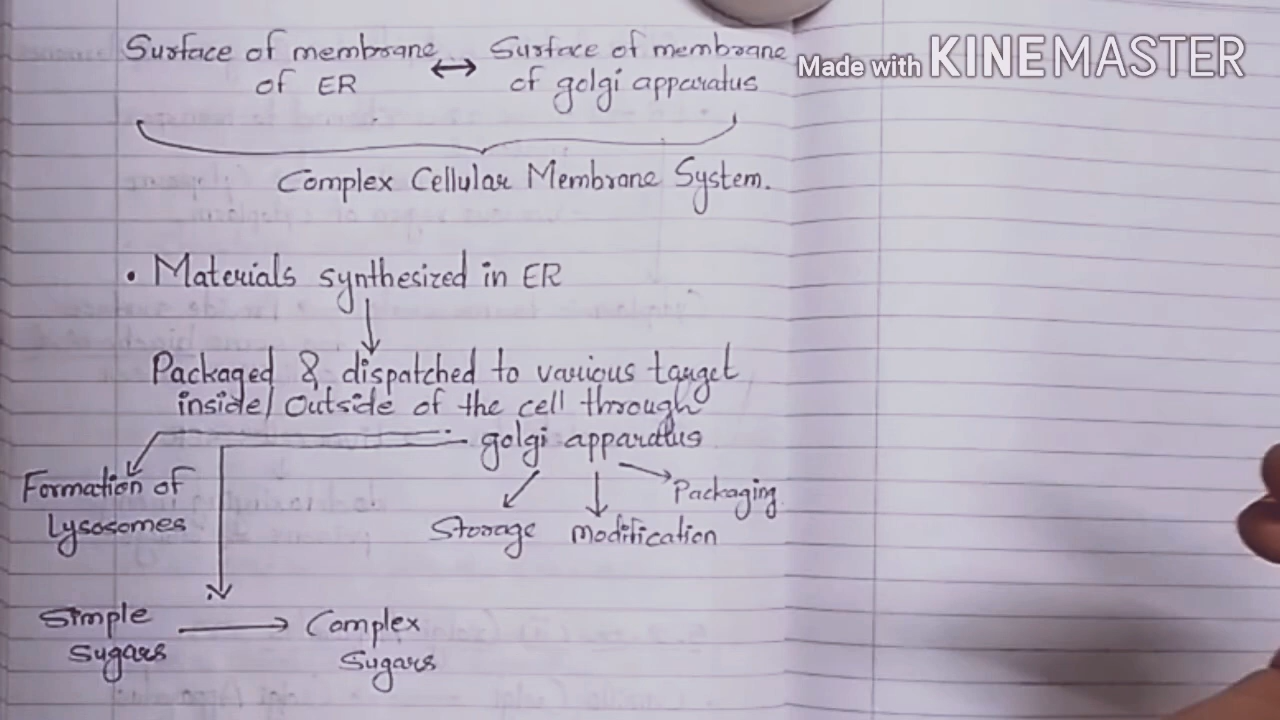 Surface of membrane ↔ Surface of membrane
of ER of golgi apparatus
Made with KINEMASTER
Complex Cellular Membrane System.
• Materials synthesized in ER
Packaged & dispatched to various target
inside/outside of the cell through
golgi apparatus
Formation of
Lysosomes
Storage
modification
Packaging
Simple
Sugars
Complex
Sugars